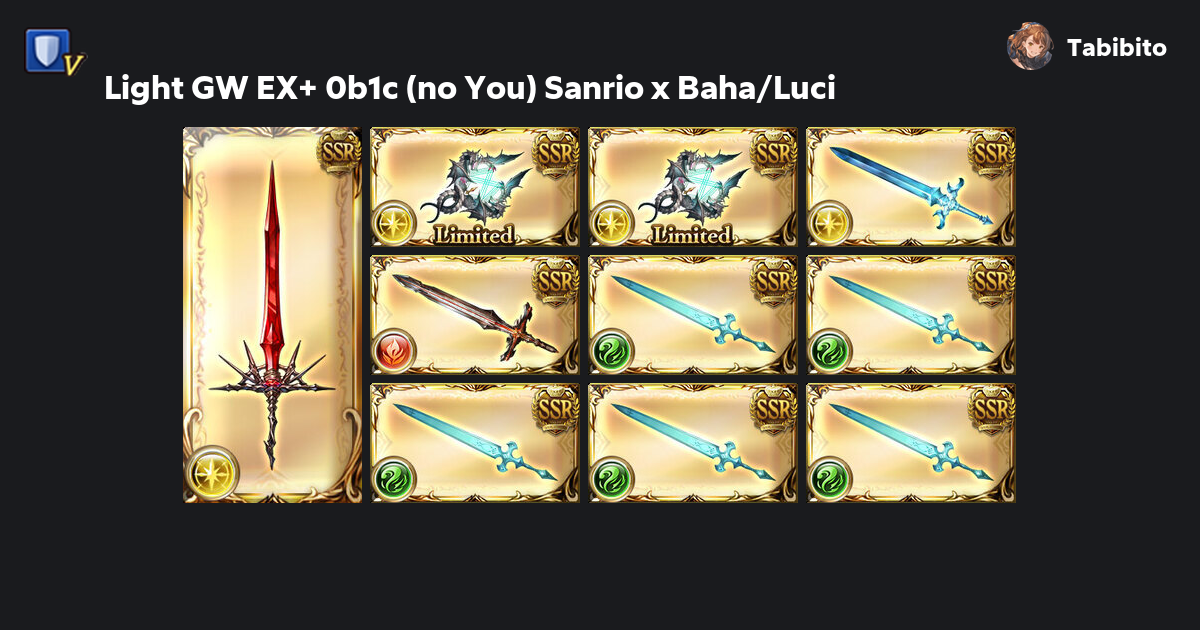 V
Tabibito
Light GW EX+ 0b1c (no You) Sanrio x Baha/Luci
SSR
SSR
Limited
SSR
Limited
SSR
SSR
SSR
SSR
SSR
SSR
SSR